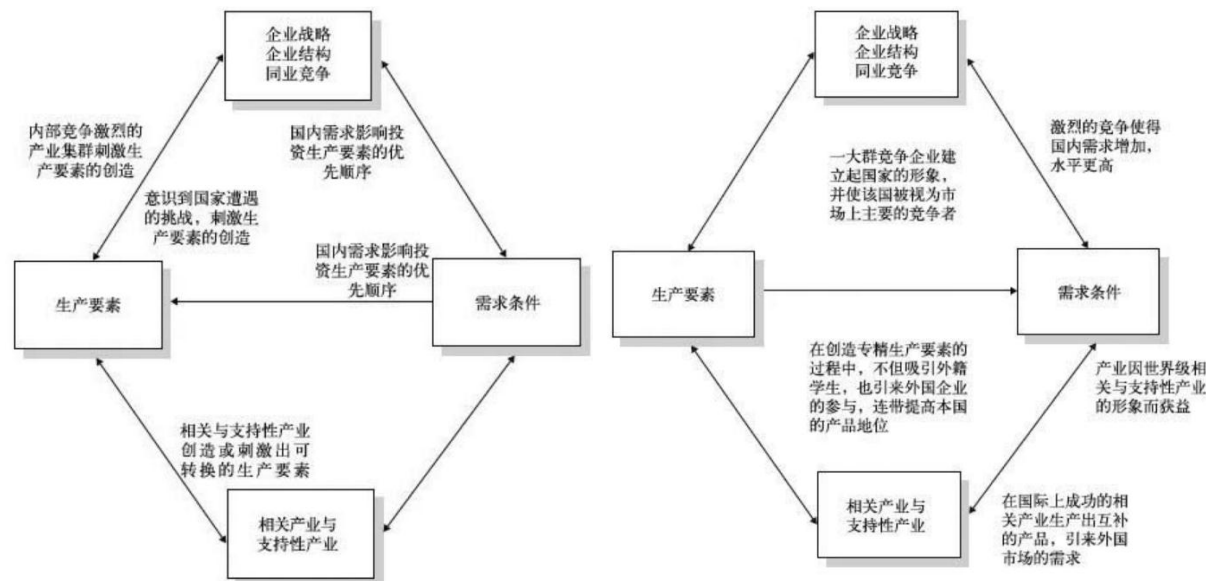 企业战略
企业结构
同业竞争
内部竞争激烈的
产业集群刺激生
产要素的创造
国内需求影响投
资生产要素的优
先顺序
意识到国家遭遇
的挑战，刺激生
产要素的创造
国内需求影响投
资生产要素的优
先顺序
生产要素
需求条件
相关与支持性产业
创造或刺激出可
转换的生产要素
相关产业与
支持性产业
企业战略
企业结构
同业竞争
激烈的竞争使得
国内需求增加，
水平更高
一大群竞争企业建
立起国家的形象，
并使该国被视为市
场上主要的竞争者
生产要素
需求条件
在创造专精生产要素的
过程中，不但吸引外籍
学生，也引来外国企业
的参与，连带提高本国
的产品地位
产业因世界级相
关与支持性产业
的形象而获益
相关产业与
支持性产业
在国际上成功的相
关产业生产出互补
的产品，引来外国
市场的需求